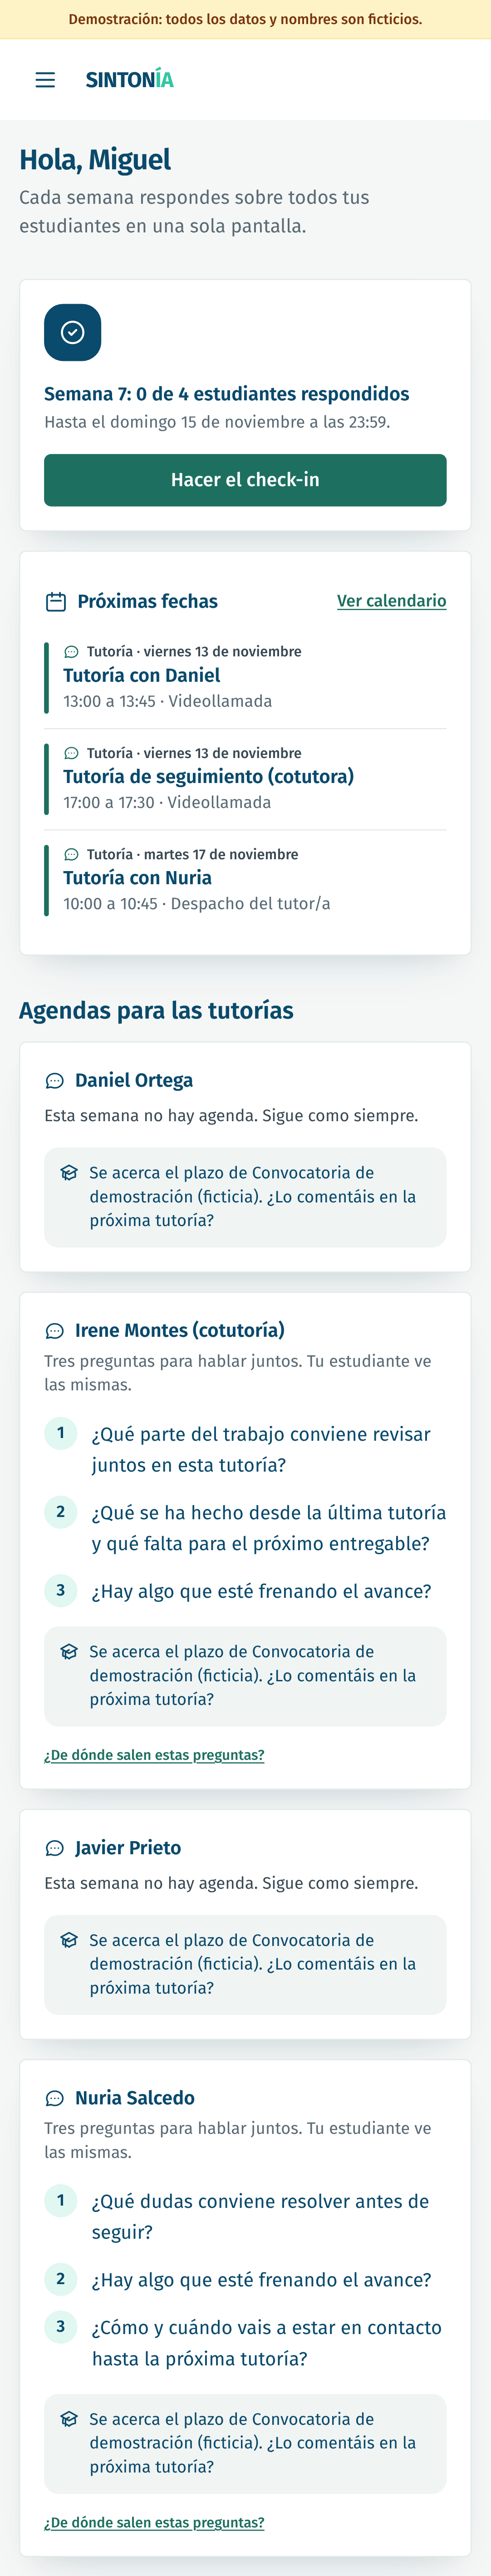 Demostración: todos los datos y nombres son ficticios.
SINTONÍA
Hola, Miguel
Cada semana respondes sobre todos tus
estudiantes en una sola pantalla.
Semana 7: 0 de 4 estudiantes respondidos
Hasta el domingo 15 de noviembre a las 23:59.
Hacer el check-in
Próximas fechas
Ver calendario
Tutoría · viernes 13 de noviembre
Tutoría con Daniel
13:00 a 13:45 · Videollamada
Tutoría · viernes 13 de noviembre
Tutoría de seguimiento (cotutora)
17:00 a 17:30 · Videollamada
Tutoría · martes 17 de noviembre
Tutoría con Nuria
10:00 a 10:45 · Despacho del tutor/a
Agendas para las tutorías
Daniel Ortega
Esta semana no hay agenda. Sigue como siempre.
Se acerca el plazo de Convocatoria de
demostración (ficticia). ¿Lo comentáis en la
próxima tutoría?
Irene Montes (cotutoría)
Tres preguntas para hablar juntos. Tu estudiante ve
las mismas.
1 ¿Qué parte del trabajo conviene revisar
juntos en esta tutoría?
2 ¿Qué se ha hecho desde la última tutoría
y qué falta para el próximo entregable?
3 ¿Hay algo que esté frenando el avance?
Se acerca el plazo de Convocatoria de
demostración (ficticia). ¿Lo comentáis en la
próxima tutoría?
¿De dónde salen estas preguntas?
Javier Prieto
Esta semana no hay agenda. Sigue como siempre.
Se acerca el plazo de Convocatoria de
demostración (ficticia). ¿Lo comentáis en la
próxima tutoría?
Nuria Salcedo
Tres preguntas para hablar juntos. Tu estudiante ve
las mismas.
1 ¿Qué dudas conviene resolver antes de
seguir?
2 ¿Hay algo que esté frenando el avance?
3 ¿Cómo y cuándo vais a estar en contacto
hasta la próxima tutoría?
Se acerca el plazo de Convocatoria de
demostración (ficticia). ¿Lo comentáis en la
próxima tutoría?
¿De dónde salen estas preguntas?